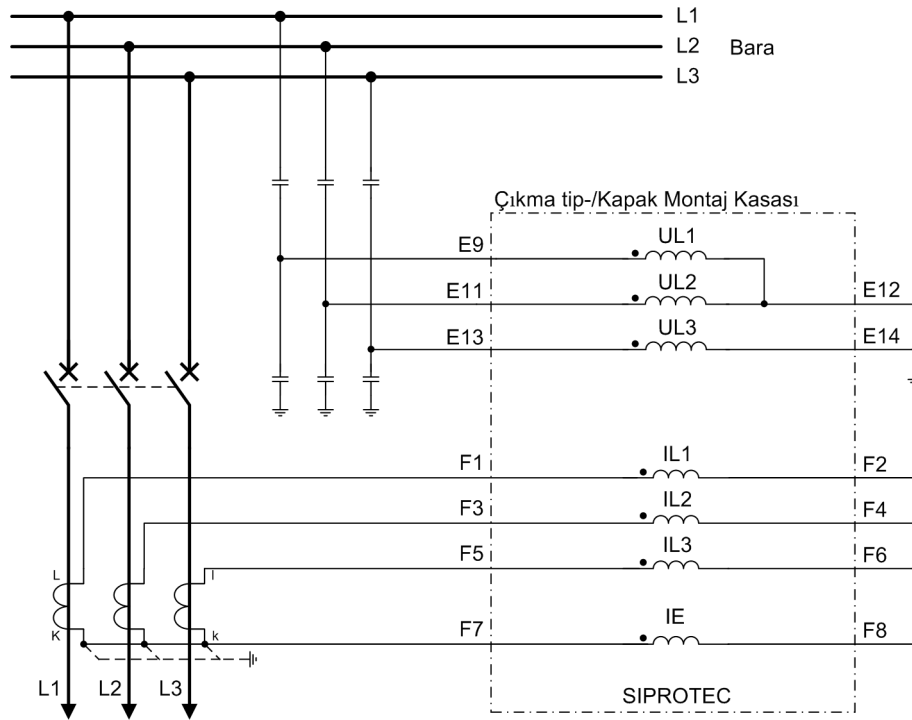 L1
L2 Bara
L3
Çıkma tip-/Kapak Montaj Kasası
UL1
E9
UL2
E11 E12
UL3
E13 E14
IL1
F1 F2
IL2
F3 F4
IL3
F5 F6
L l
K k
IE
F7 F8
L1 L2 L3
SIPROTEC